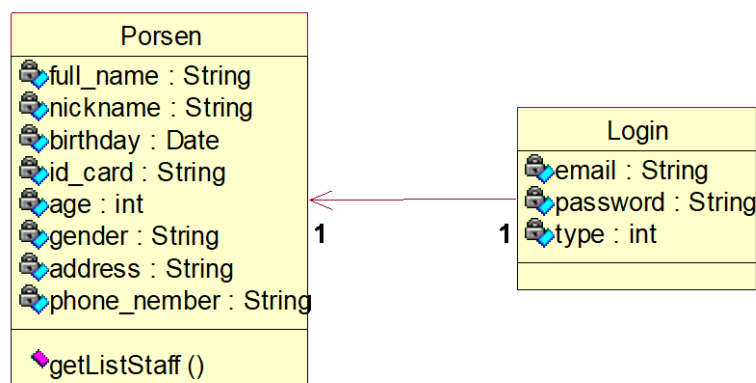 Porsen
full_name : String
nickname : String
birthday : Date
id_card : String
age : int
gender : String
address : String
phone_nember : String
getListStaff ()
1
1
Login
email : String
password : String
type : int